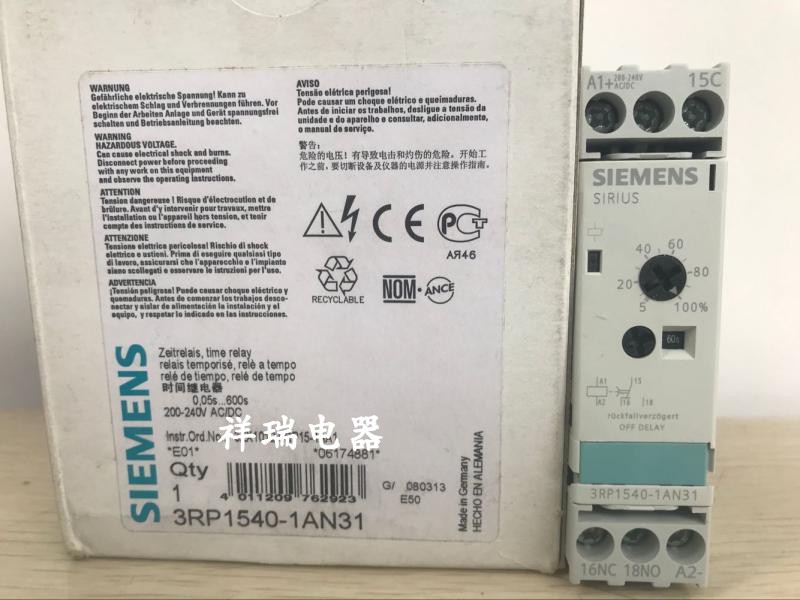 WARNUNG
Gefährliche elektrische Spannung! Kann zu
elektrischem Schlag und Verbrennungen führen. Vor
Beginn der Arbeiten Anlage und Gerät spannungsfrei
schalten und Betriebsanleitung beachten.
WARNING
HAZARDOUS VOLTAGE.
Can cause electrical shock and burns.
Disconnect power before proceeding
with any work on this equipment
and observe the operating instructions.
ATTENTION
Tension dangereuse ! Risque d'électrocution et de
brûlure. Avant d'y intervenir pour travaux, mettre
l'installation ou l'appareil hors tension, et tenir
compte des instructions de service.
ATTENZIONE
Tensione elettrica pericolosa! Rischio di shock
elettrico e ustioni. Prima di eseguire qualsiasi tipo
di lavoro, assicurarsi che l'apparecchio e l'impianto
siano scollegati e osservare le istruzioni per l'uso.
ADVERTENCIA
¡Tensión peligrosa! Puede causar choque eléctrico y
quemaduras. Antes de comenzar los trabajos desco-
nectar y aislar de alimentación la instalación y el
equipo, y respetar lo indicado en las instrucciones.
AVISO
Tensão elétrica perigosa!
Pode causar um choque elétrico e queimaduras.
Antes de iniciar os trabalhos, desligue a tensão da
unidade e do aparelho e consultar, adicionalmente,
o manual de serviço.
警告:
危险的电压! 有导致电击和灼伤的危险。开始工
作之前, 要切断设备及仪器的电源并注意操作指南。
CE
РСТ
АЯ46
RECYCLABLE
NOM-ANCE
SIEMENS
Zeitrelais, time relay
relais temporisé, relè a tempo
relé de tiempo, relé de tempo
时间继电器
0,05s...600s
200-240V AC/DC
祥瑞电器
Instr.Ord.No.
*E01*
*06174881*
Qty
1
4 011209 762923
G/ 080313
E50
3RP1540-1AN31
Made in Germany
HECHO EN ALEMANIA
A1+ 200-240V AC/DC 15C
SIEMENS
SIRIUS
40 60
20 80
5 100%
60s
A1 15
A2 16 18
rückfallverzögert
OFF DELAY
3RP1540-1AN31
16NC 18NO A2-